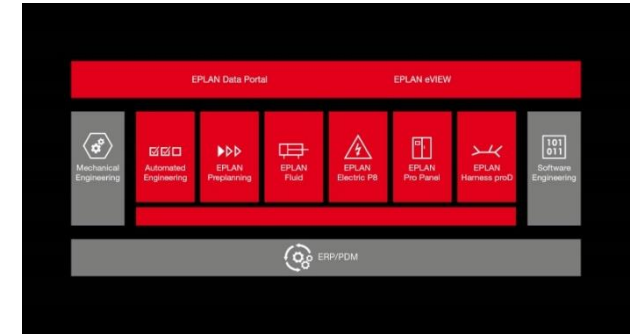 EPLAN Data Portal
EPLAN eVIEW
Mechanical
Engineering
Automated
Engineering
EPLAN
Preplanning
EPLAN
Fluid
EPLAN
Electric P8
EPLAN
Pro Panel
EPLAN
Harness proD
101
011
Software
Engineering
ERP/PDM